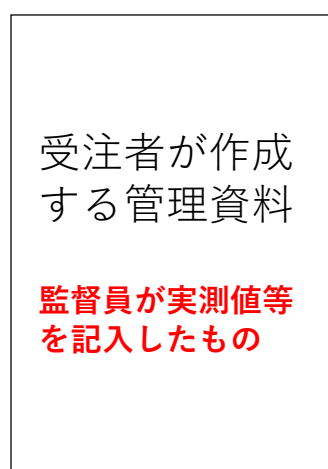 受注者が作成
する管理資料
監督員が実測値等
を記入したもの